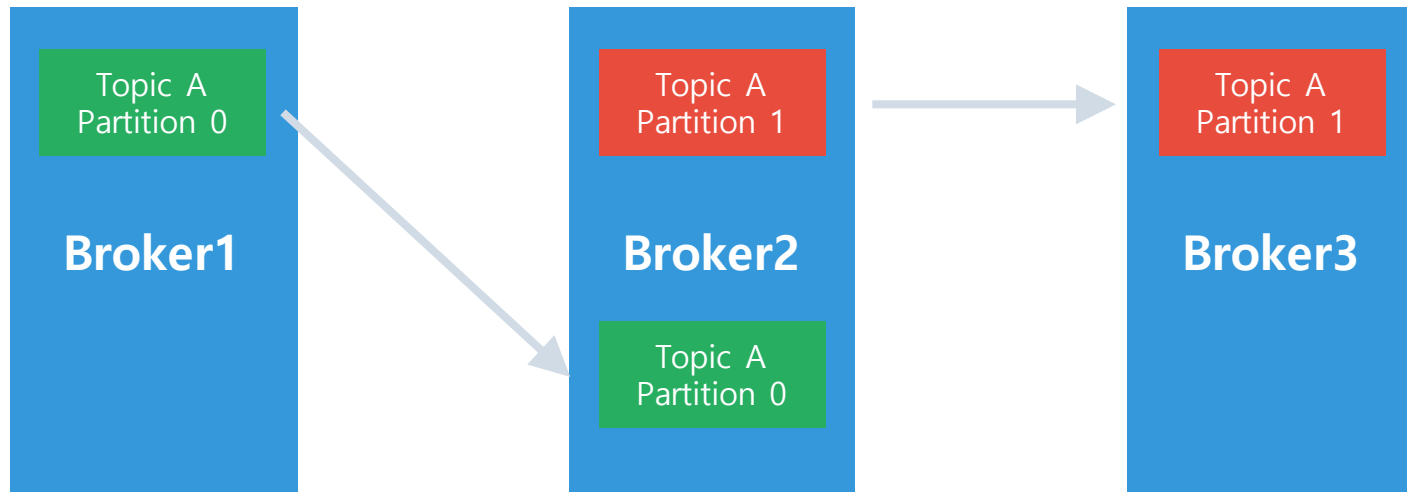 Topic A
Partition 0
Broker1
Topic A
Partition 1
Broker2
Topic A
Partition 0
Topic A
Partition 1
Broker3